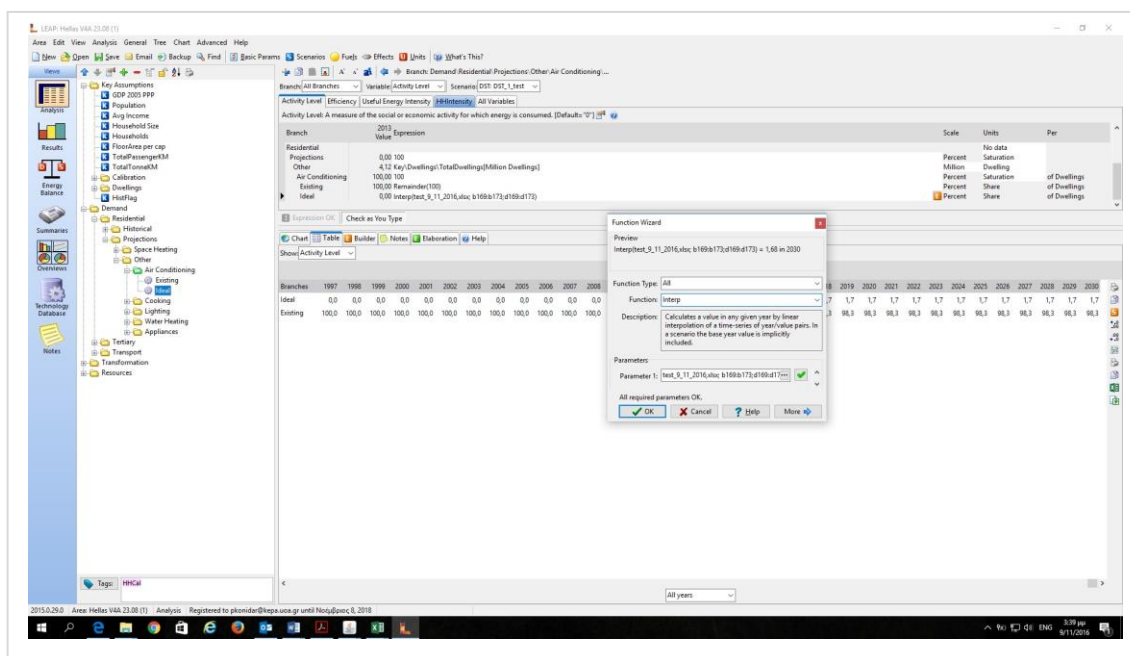 LEAP: Hellas V4A 23.08 (1)
Area Edit View Analysis General Tree Chart Advanced Help
New Open Save Email Backup Find Basic Params Scenarios Fuels Effects Units What's This?
Views
Analysis
Results
Energy Balance
Summaries
Overviews
Technology Database
Notes
Key Assumptions
GDP 2005 PPP
Population
Avg Income
Household Size
Households
FloorArea per cap
TotalPassengerKM
TotalTonneKM
Calibration
Dwellings
HistFlag
Demand
Residential
Historical
Projections
Space Heating
Other
Air Conditioning
Existing
Ideal
Cooking
Lighting
Water Heating
Appliances
Tertiary
Transport
Transformation
Resources
Tags: HHCal
Branch: Demand\Residential\Projections\Other\Air Conditioning\...
Branch: All Branches Variable: Activity Level Scenario: DST: DST_1_test
Activity Level Efficiency Useful Energy Intensity HHIntensity All Variables
Activity Level: A measure of the social or economic activity for which energy is consumed. [Default= "0"]
Branch 2013 Value Expression Scale Units Per
Residential No data
Projections 0,00 100 Percent Saturation
Other 4,12 Key\Dwellings\TotalDwellings[Million Dwellings] Million Dwelling
Air Conditioning 100,00 100 Percent Saturation of Dwellings
Existing 100,00 Remainder(100) Percent Share of Dwellings
Ideal 0,00 Interp(test_9_11_2016.xlsx; b169:b173;d169:d173) Percent Share of Dwellings
Expression OK Check as You Type
Chart Table Builder Notes Elaboration Help
Show: Activity Level
Branches 1997 1998 1999 2000 2001 2002 2003 2004 2005 2006 2007 2008 8 2019 2020 2021 2022 2023 2024 2025 2026 2027 2028 2029 2030
Ideal 0,0 0,0 0,0 0,0 0,0 0,0 0,0 0,0 0,0 0,0 0,0 0,0 ,7 1,7 1,7 1,7 1,7 1,7 1,7 1,7 1,7 1,7 1,7 1,7 1,7
Existing 100,0 100,0 100,0 100,0 100,0 100,0 100,0 100,0 100,0 100,0 100,0 100,0 ,3 98,3 98,3 98,3 98,3 98,3 98,3 98,3 98,3 98,3 98,3 98,3 98,3
Function Wizard
Preview
Interp(test_9_11_2016.xlsx; b169:b173;d169:d173) = 1,68 in 2030
Function Type: All
Function: Interp
Description: Calculates a value in any given year by linear
interpolation of a time-series of year/value pairs. In
a scenario the base year value is implicitly
included.
Parameters
Parameter 1: test_9_11_2016.xlsx; b169:b173;d169:d17 ...
All required parameters OK.
OK Cancel Help More
All years
2015.0.29.0 Area: Hellas V4A 23.08 (1) Analysis Registered to pkonidar@kepa.uoa.gr until Νοέμβριος 8, 2018
ENG 3:39 μμ
9/11/2016